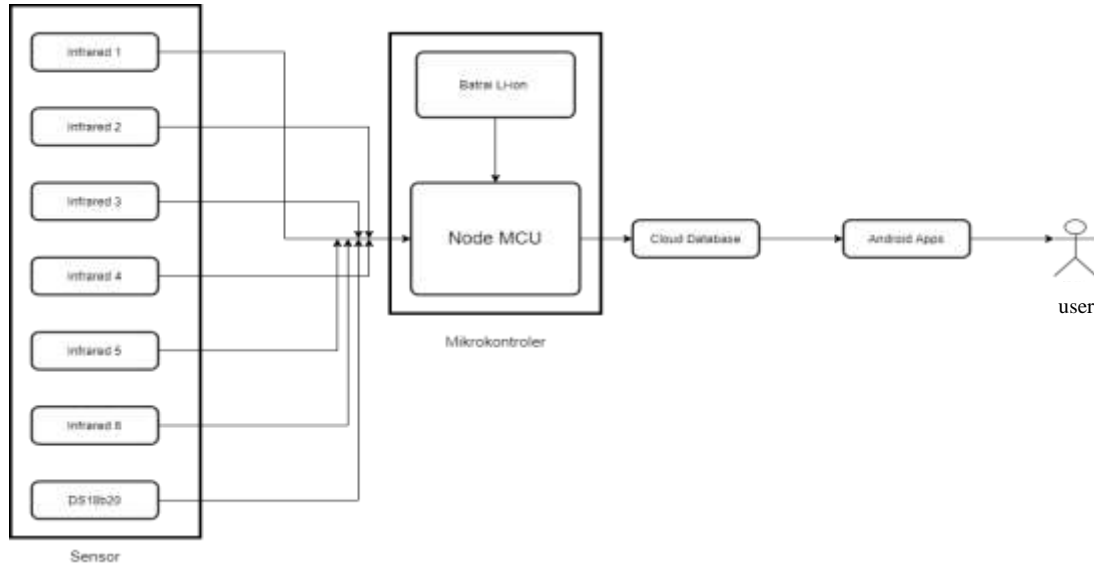 Infrared 1
Infrared 2
Infrared 3
Infrared 4
Infrared 5
Infrared 6
DS18b20
Sensor
Batrai Li-ion
Node MCU
Mikrokontroler
Cloud Database
Android Apps
user